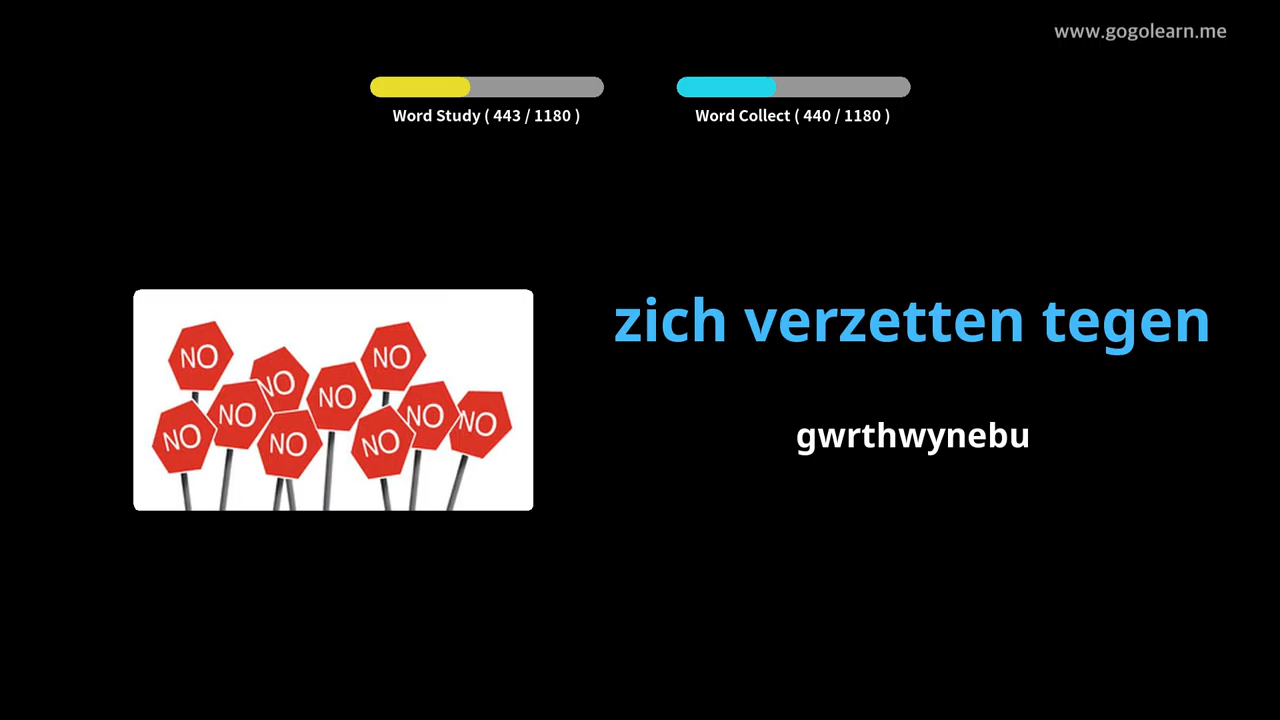 www.gogolearn.me
Word Study ( 443 / 1180 )
Word Collect ( 440 / 1180 )
NO
NO
NO
NO
NO
NO
NO
NO
NO
NO
zich verzetten tegen
gwrthwynebu